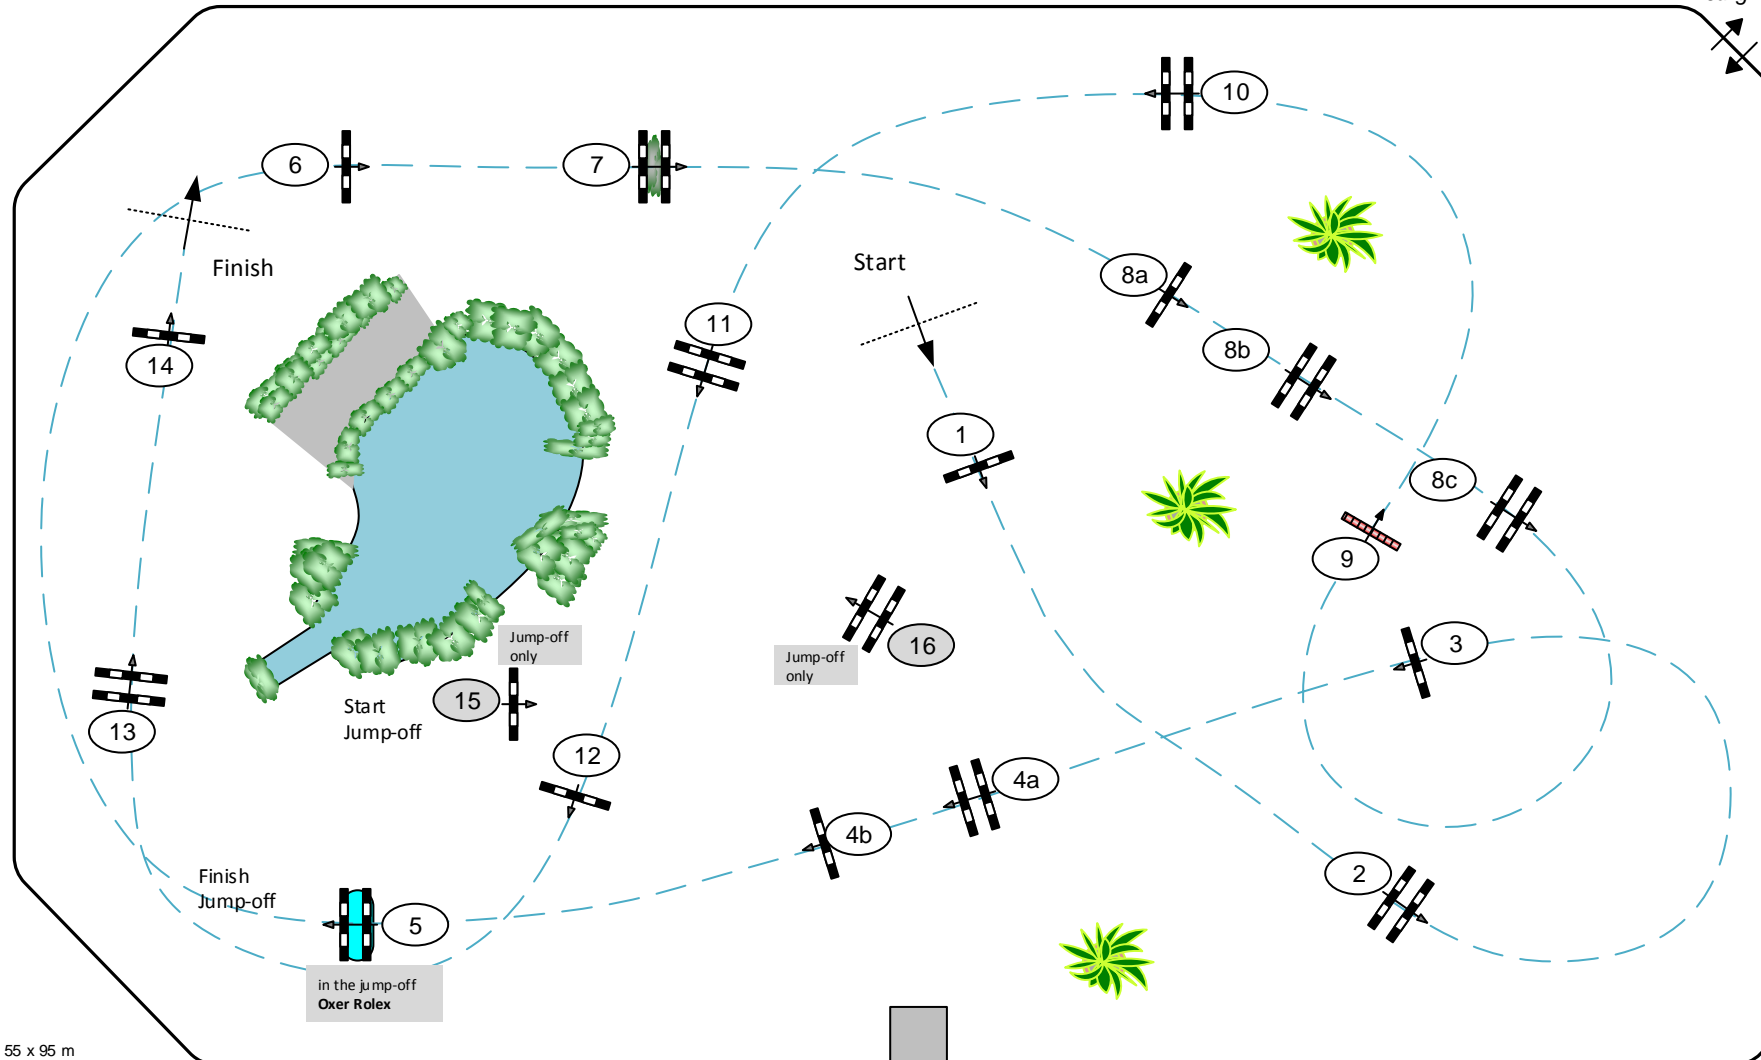 10
6
7
Finish
Start
8a
11
8b
14
1
8c
9
Jump-off
only
16
3
Jump-off
only
15
Start
Jump-off
13
12
4a
4b
2
Finish
Jump-off
5
in the jump-off
Oxer Rolex
55 x 95 m